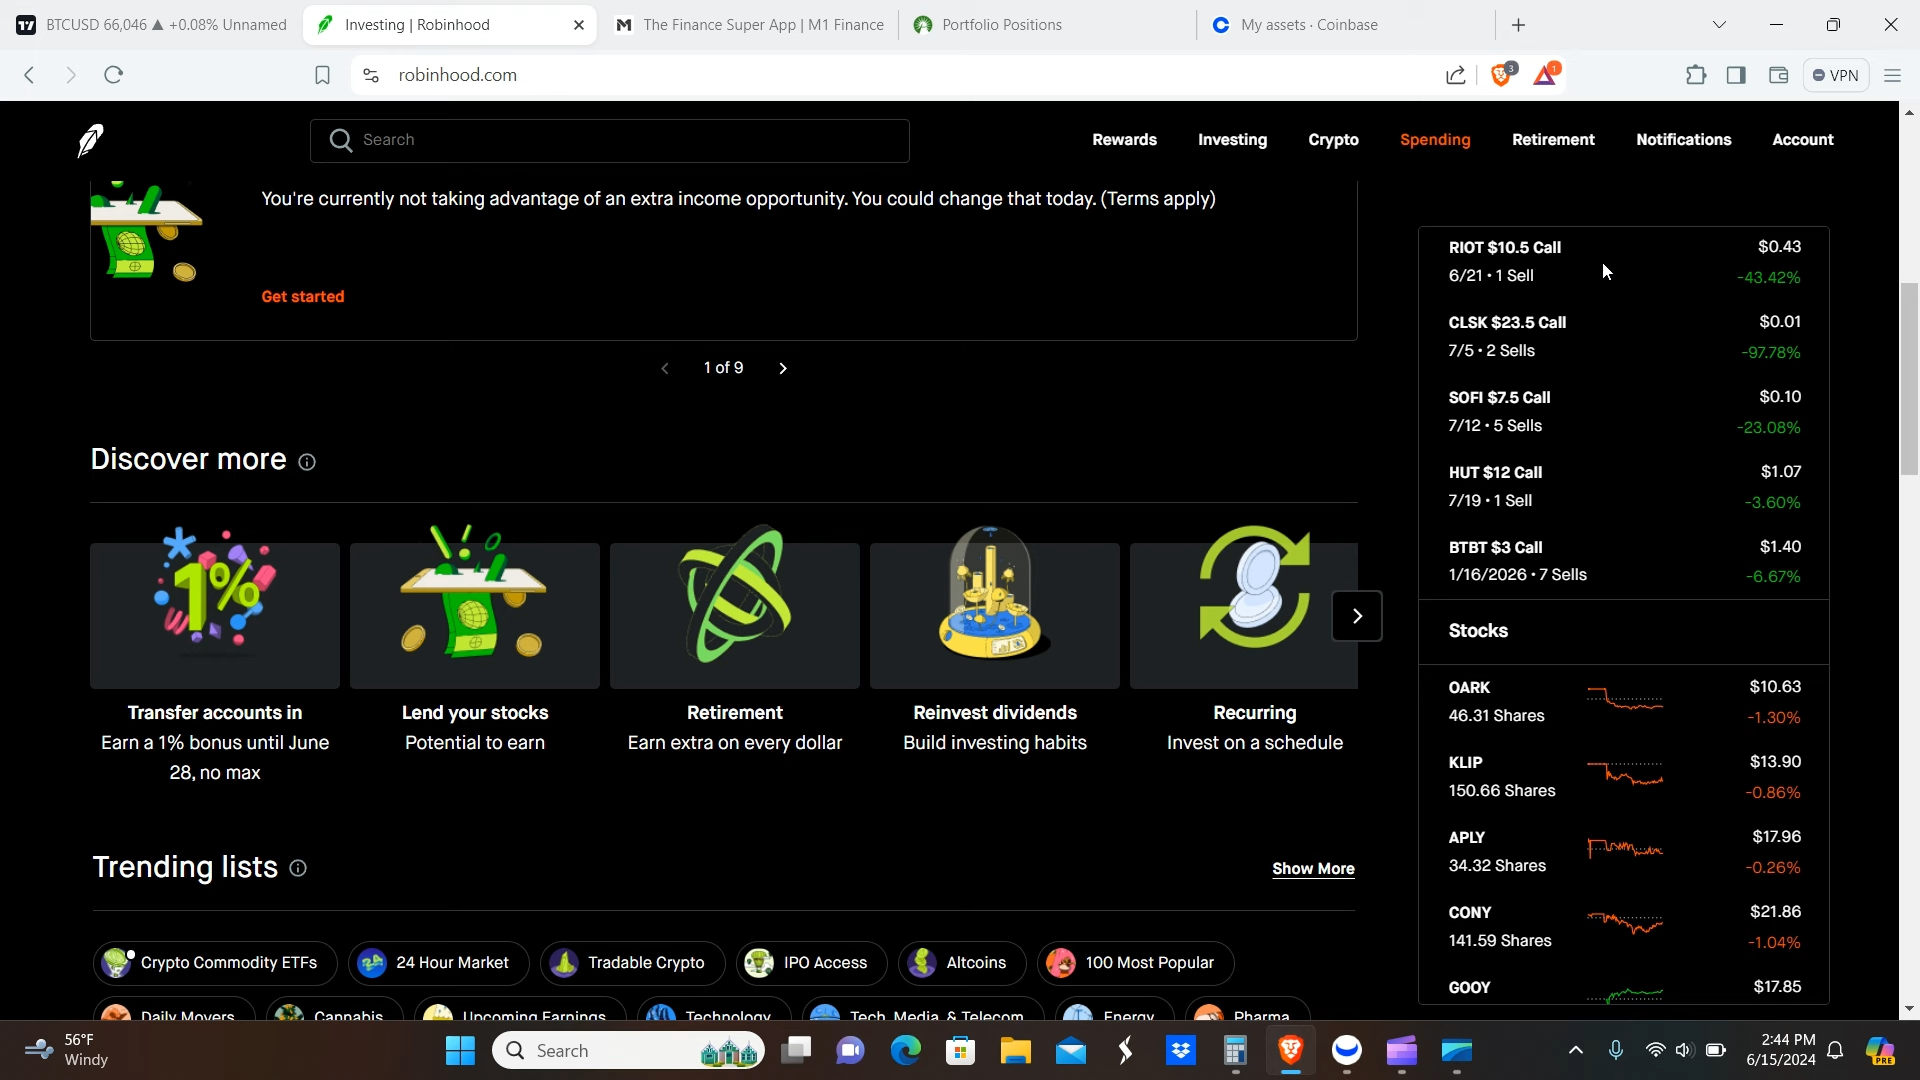 BTCUSD 66,046 ▲ +0.08% Unnamed
Investing | Robinhood
The Finance Super App | M1 Finance
Portfolio Positions
My assets · Coinbase
robinhood.com
3
1
VPN
Search
Rewards
Investing
Crypto
Spending
Retirement
Notifications
Account
You're currently not taking advantage of an extra income opportunity. You could change that today. (Terms apply)
Get started
1 of 9
Discover more
1%
Transfer accounts in
Earn a 1% bonus until June
28, no max
Lend your stocks
Potential to earn
Retirement
Earn extra on every dollar
Reinvest dividends
Build investing habits
Recurring
Invest on a schedule
Trending lists
Show More
Crypto Commodity ETFs
24 Hour Market
Tradable Crypto
IPO Access
Altcoins
100 Most Popular
Daily Movers
Cannabis
Upcoming Earnings
Technology
Tech, Media, & Telecom
Energy
Pharma
RIOT $10.5 Call $0.43
6/21 · 1 Sell -43.42%
CLSK $23.5 Call $0.01
7/5 · 2 Sells -97.78%
SOFI $7.5 Call $0.10
7/12 · 5 Sells -23.08%
HUT $12 Call $1.07
7/19 · 1 Sell -3.60%
BTBT $3 Call $1.40
1/16/2026 · 7 Sells -6.67%
Stocks
OARK $10.63
46.31 Shares -1.30%
KLIP $13.90
150.66 Shares -0.86%
APLY $17.96
34.32 Shares -0.26%
CONY $21.86
141.59 Shares -1.04%
GOOY $17.85
56°F
Windy
Search
2:44 PM
6/15/2024
PRE